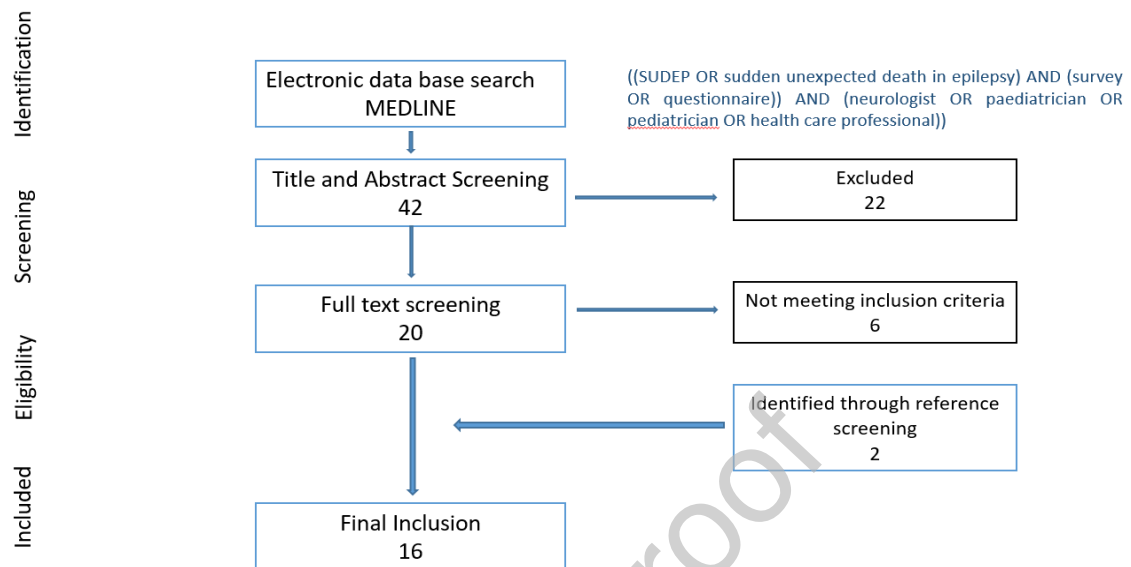 Identification
Electronic data base search
MEDLINE
((SUDEP OR sudden unexpected death in epilepsy) AND (survey
OR questionnaire)) AND (neurologist OR paediatrician OR
pediatrician OR health care professional))
Screening
Title and Abstract Screening
42
Excluded
22
Full text screening
20
Not meeting inclusion criteria
6
Eligibility
Identified through reference
screening
2
Included
Final Inclusion
16
roof